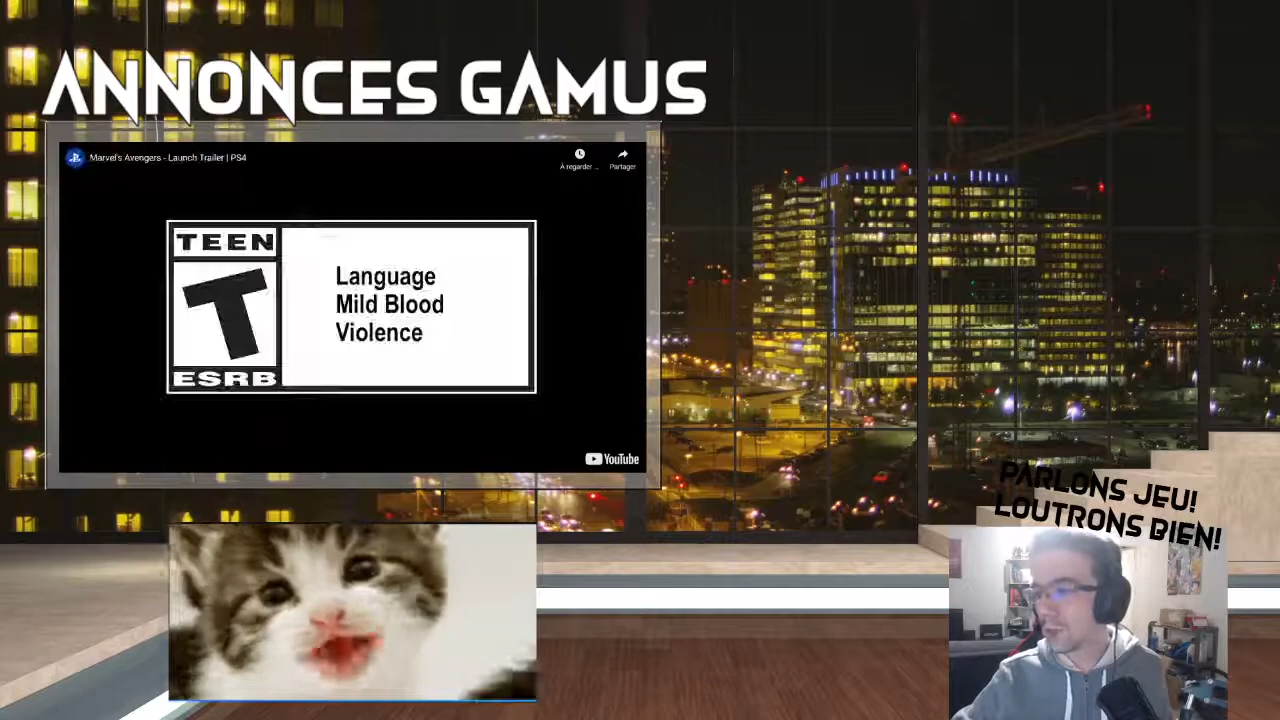 ANNONCES GAMUS
Marvel's Avengers - Launch Trailer | PS4
À regarder ...
Partager
TEEN
T
ESRB
Language
Mild Blood
Violence
YouTube
PARLONS JEU!
LOUTRONS BIEN!